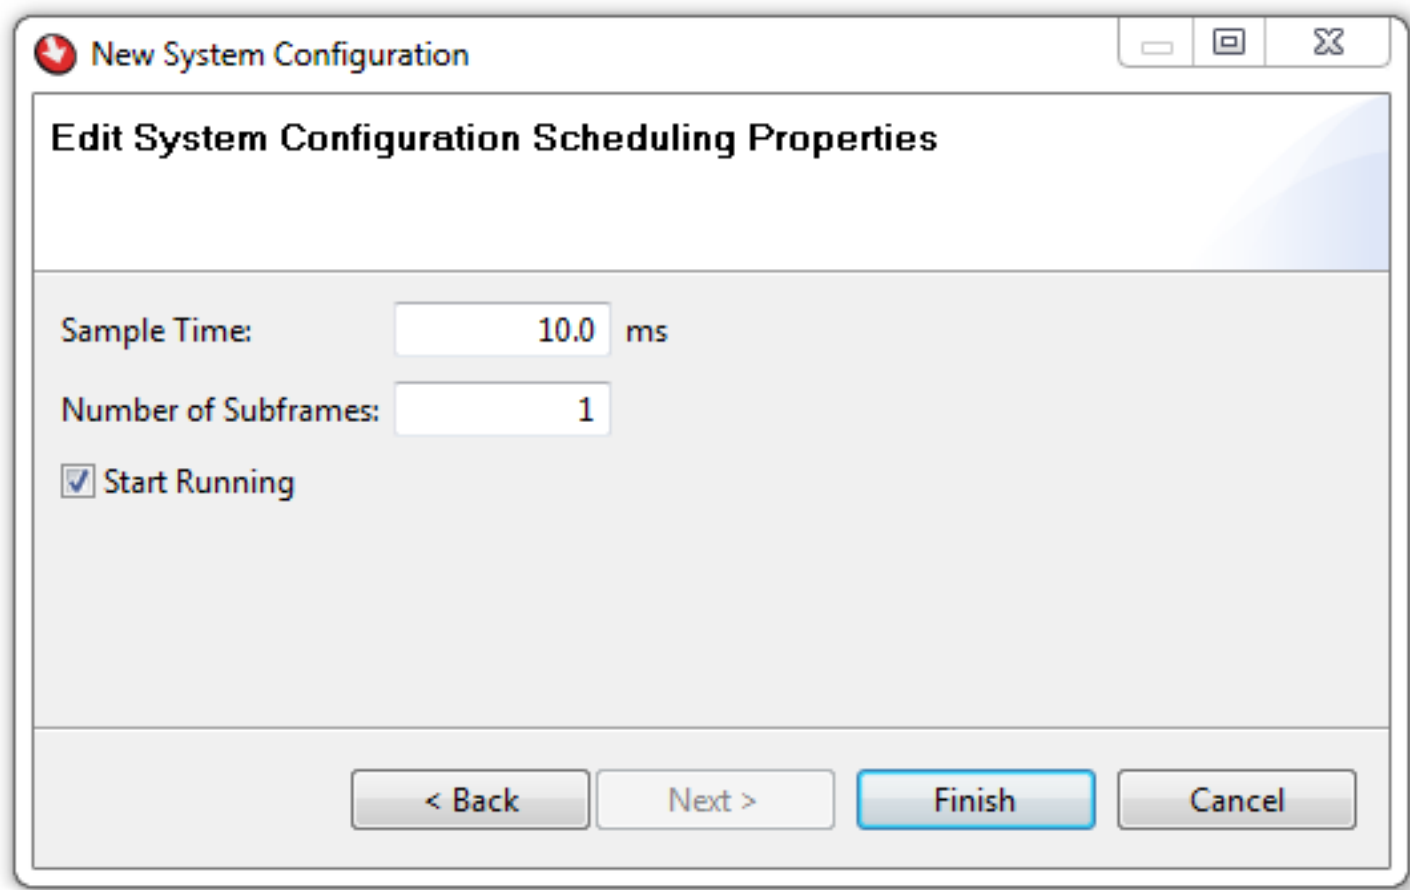 New System Configuration
Edit System Configuration Scheduling Properties
Sample Time: 10.0 ms
Number of Subframes: 1
Start Running
< Back Next > Finish Cancel